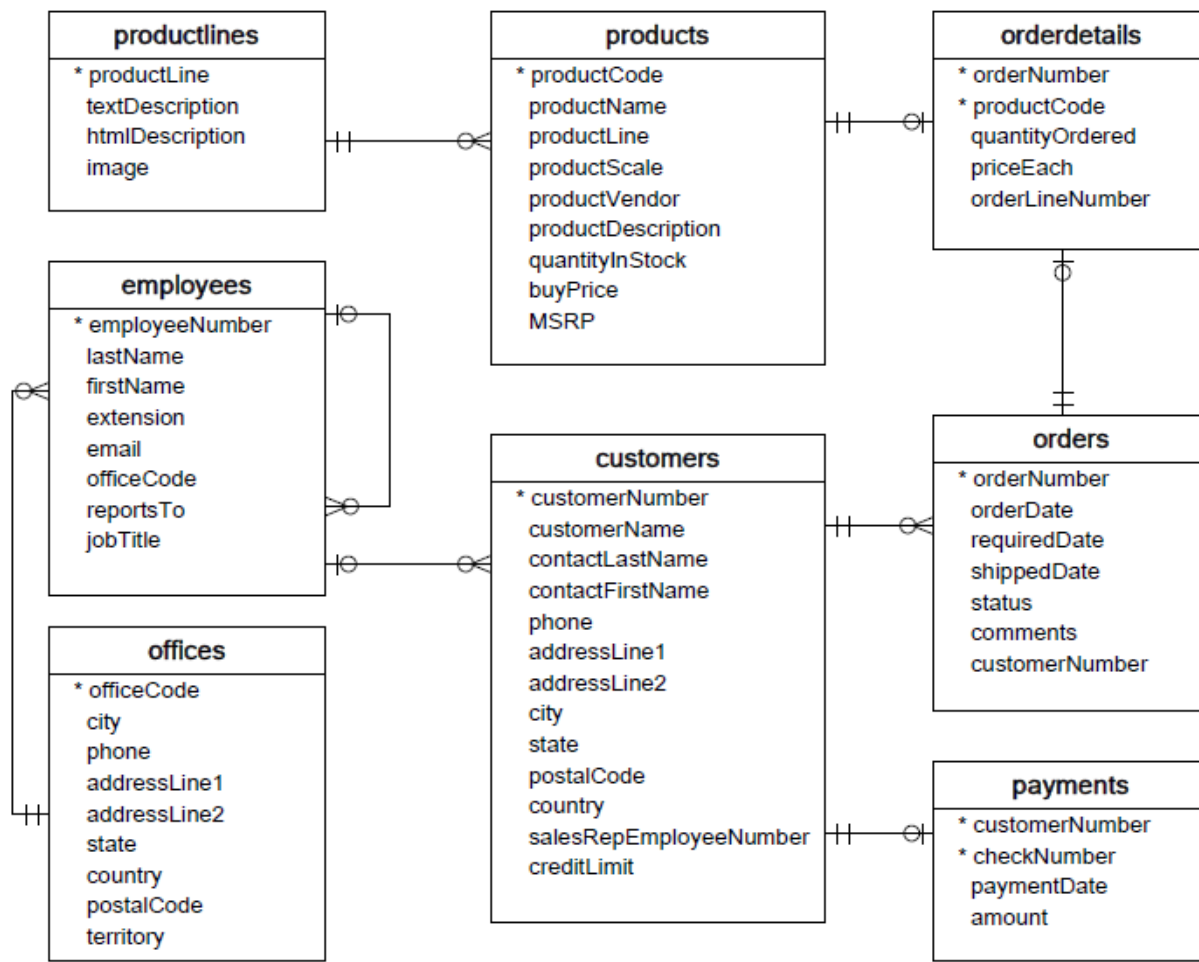 productlines
* productLine
textDescription
htmlDescription
image
products
* productCode
productName
productLine
productScale
productVendor
productDescription
quantityInStock
buyPrice
MSRP
orderdetails
* orderNumber
* productCode
quantityOrdered
priceEach
orderLineNumber
employees
* employeeNumber
lastName
firstName
extension
email
officeCode
reportsTo
jobTitle
customers
* customerNumber
customerName
contactLastName
contactFirstName
phone
addressLine1
addressLine2
city
state
postalCode
country
salesRepEmployeeNumber
creditLimit
orders
* orderNumber
orderDate
requiredDate
shippedDate
status
comments
customerNumber
offices
* officeCode
city
phone
addressLine1
addressLine2
state
country
postalCode
territory
payments
* customerNumber
* checkNumber
paymentDate
amount